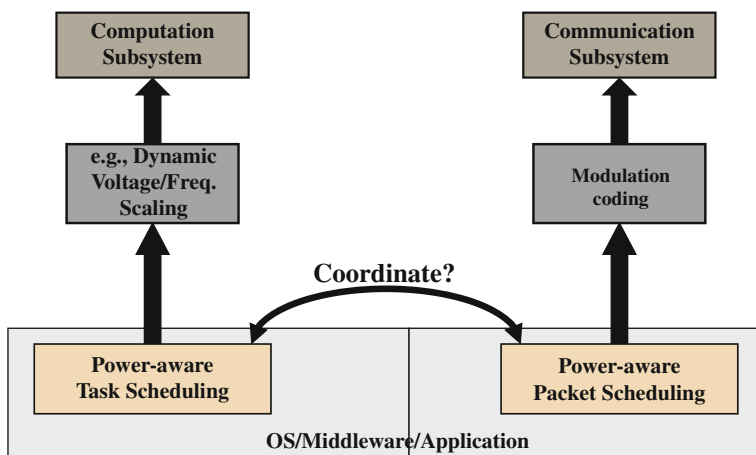 Computation
Subsystem
Communication
Subsystem
e.g., Dynamic
Voltage/Freq.
Scaling
Modulation
coding
Coordinate?
Power-aware
Task Scheduling
Power-aware
Packet Scheduling
OS/Middleware/Application